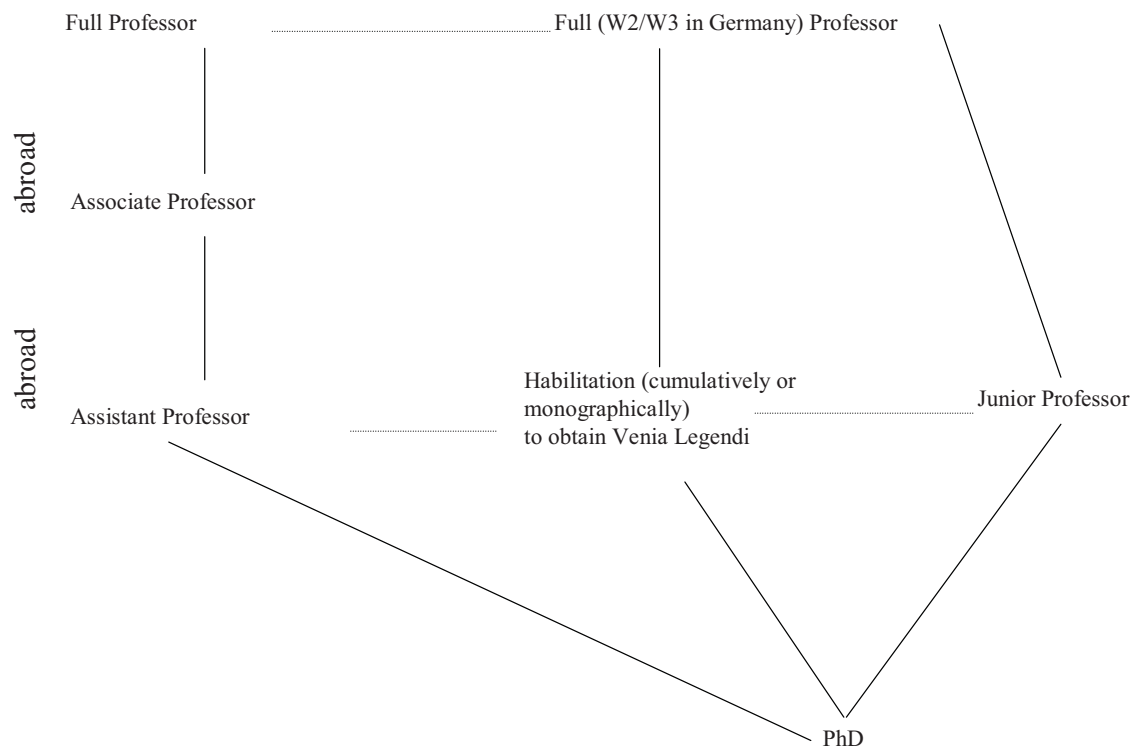 Full Professor
Full (W2/W3 in Germany) Professor
abroad
Associate Professor
abroad
Assistant Professor
Habilitation (cumulatively or
monographically)
to obtain Venia Legendi
Junior Professor
PhD